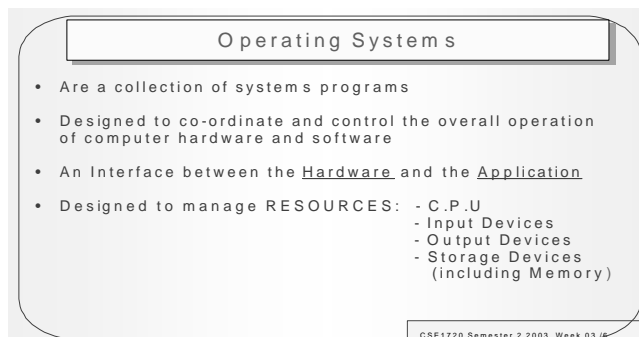 Operating Systems
• Are a collection of systems programs
• Designed to co-ordinate and control the overall operation
of computer hardware and software
• An Interface between the Hardware and the Application
• Designed to manage RESOURCES: - C.P.U
- Input Devices
- Output Devices
- Storage Devices
(including Memory)
CSE1720 Semester 2 2003 Week 03 /6